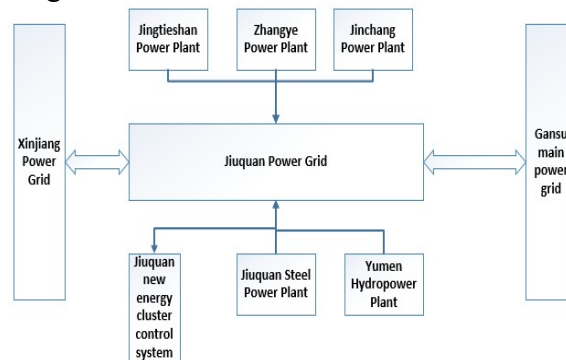 Jingtieshan
Power Plant
Zhangye
Power Plant
Jinchang
Power Plant
Xinjiang
Power
Grid
Jiuquan Power Grid
Gansu
main
power
grid
Jiuquan
new
energy
cluster
control
system
Jiuquan Steel
Power Plant
Yumen
Hydropower
Plant